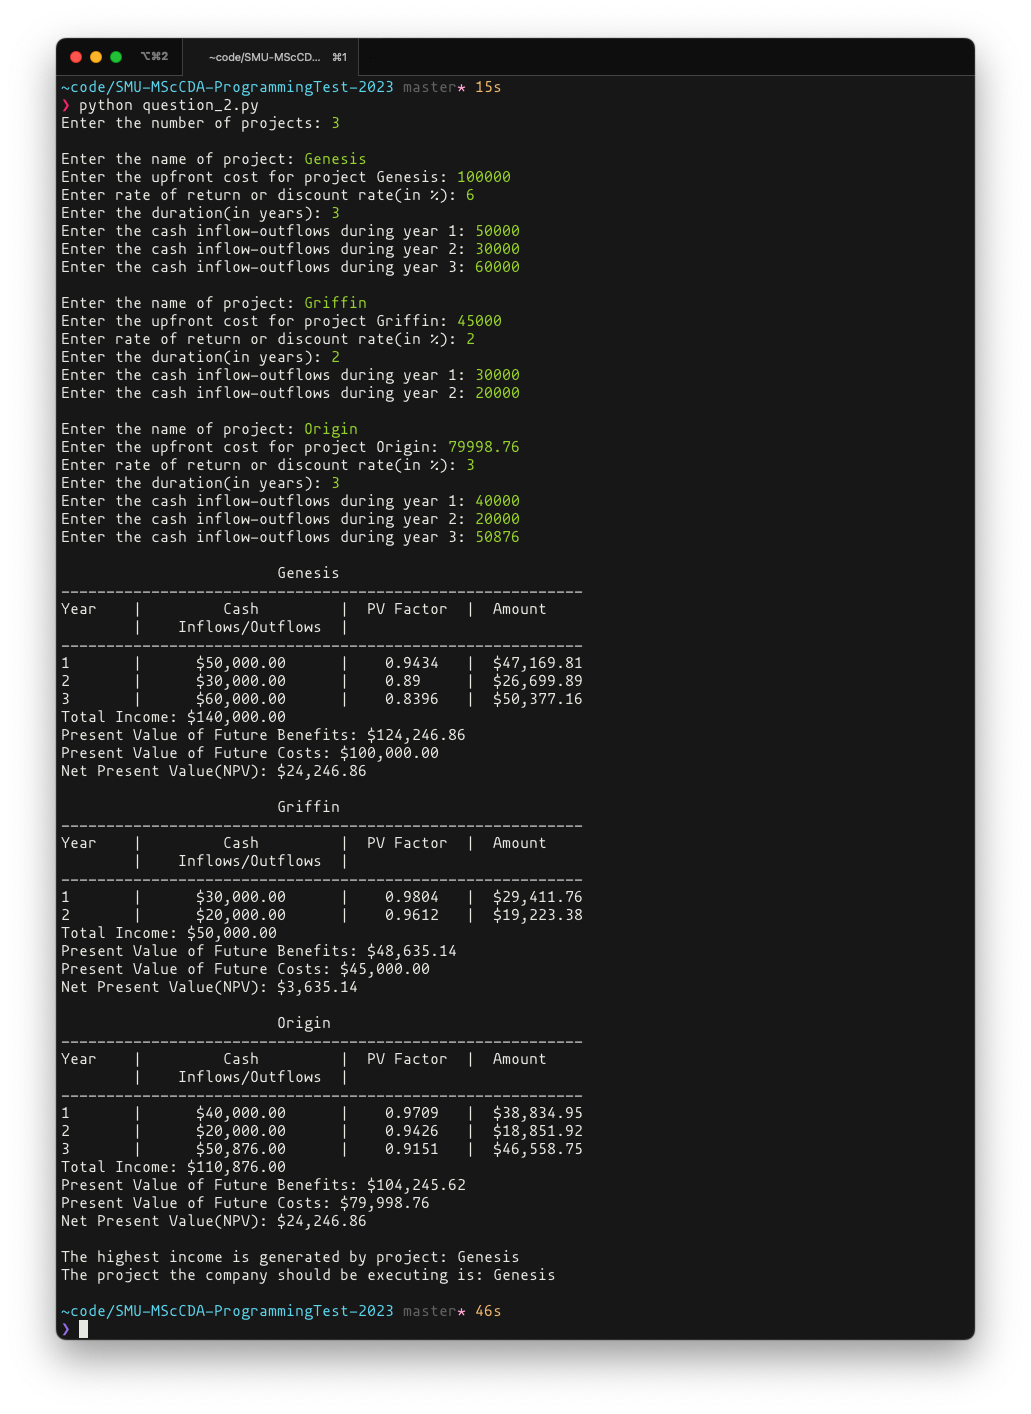 ⌥⌘2 ~code/SMU-MScCD... ⌘1
~code/SMU-MScCDA-ProgrammingTest-2023 master* 15s
❯ python question_2.py
Enter the number of projects: 3
Enter the name of project: Genesis
Enter the upfront cost for project Genesis: 100000
Enter rate of return or discount rate(in %): 6
Enter the duration(in years): 3
Enter the cash inflow-outflows during year 1: 50000
Enter the cash inflow-outflows during year 2: 30000
Enter the cash inflow-outflows during year 3: 60000
Enter the name of project: Griffin
Enter the upfront cost for project Griffin: 45000
Enter rate of return or discount rate(in %): 2
Enter the duration(in years): 2
Enter the cash inflow-outflows during year 1: 30000
Enter the cash inflow-outflows during year 2: 20000
Enter the name of project: Origin
Enter the upfront cost for project Origin: 79998.76
Enter rate of return or discount rate(in %): 3
Enter the duration(in years): 3
Enter the cash inflow-outflows during year 1: 40000
Enter the cash inflow-outflows during year 2: 20000
Enter the cash inflow-outflows during year 3: 50876
Genesis
----------------------------------------------------------
Year | Cash | PV Factor | Amount
| Inflows/Outflows |
----------------------------------------------------------
1 | $50,000.00 | 0.9434 | $47,169.81
2 | $30,000.00 | 0.89 | $26,699.89
3 | $60,000.00 | 0.8396 | $50,377.16
Total Income: $140,000.00
Present Value of Future Benefits: $124,246.86
Present Value of Future Costs: $100,000.00
Net Present Value(NPV): $24,246.86
Griffin
----------------------------------------------------------
Year | Cash | PV Factor | Amount
| Inflows/Outflows |
----------------------------------------------------------
1 | $30,000.00 | 0.9804 | $29,411.76
2 | $20,000.00 | 0.9612 | $19,223.38
Total Income: $50,000.00
Present Value of Future Benefits: $48,635.14
Present Value of Future Costs: $45,000.00
Net Present Value(NPV): $3,635.14
Origin
----------------------------------------------------------
Year | Cash | PV Factor | Amount
| Inflows/Outflows |
----------------------------------------------------------
1 | $40,000.00 | 0.9709 | $38,834.95
2 | $20,000.00 | 0.9426 | $18,851.92
3 | $50,876.00 | 0.9151 | $46,558.75
Total Income: $110,876.00
Present Value of Future Benefits: $104,245.62
Present Value of Future Costs: $79,998.76
Net Present Value(NPV): $24,246.86
The highest income is generated by project: Genesis
The project the company should be executing is: Genesis
~code/SMU-MScCDA-ProgrammingTest-2023 master* 46s
❯